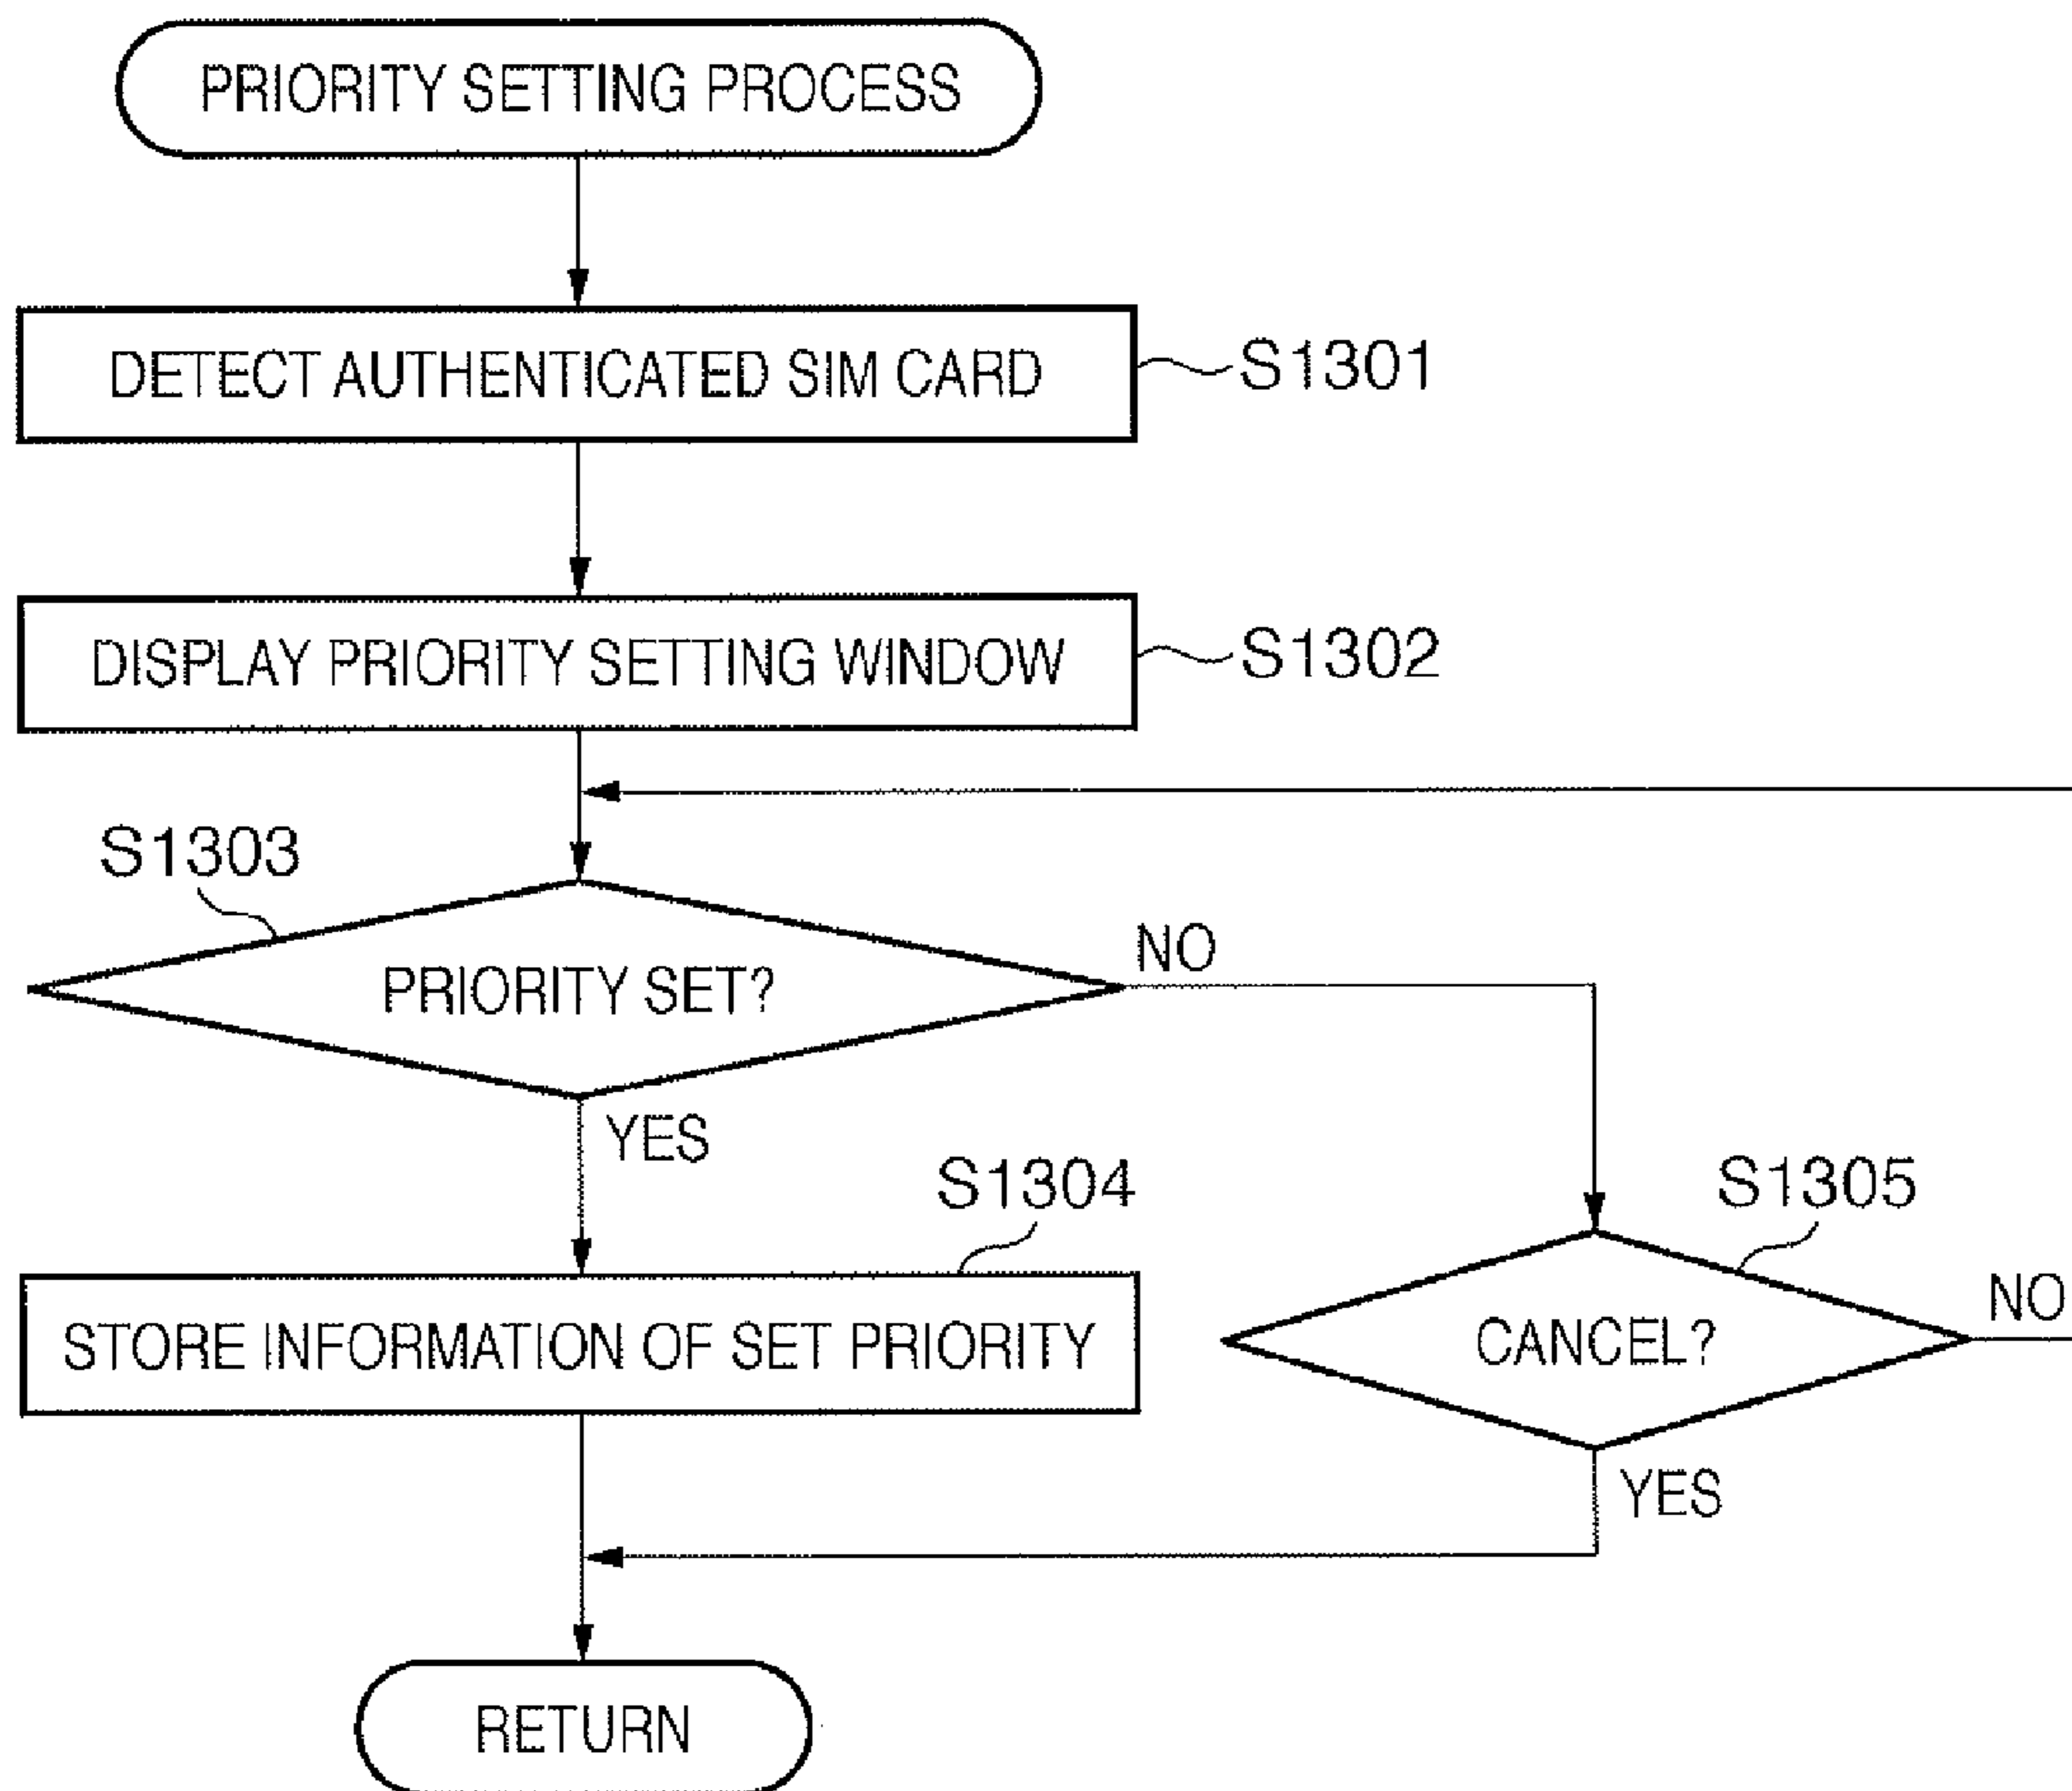 PRIORITY SETTING PROCESS
DETECT AUTHENTICATED SIM CARD
S1301
DISPLAY PRIORITY SETTING WINDOW
S1302
S1303
PRIORITY SET?
NO
YES
S1304
S1305
STORE INFORMATION OF SET PRIORITY
CANCEL?
NO
YES
RETURN